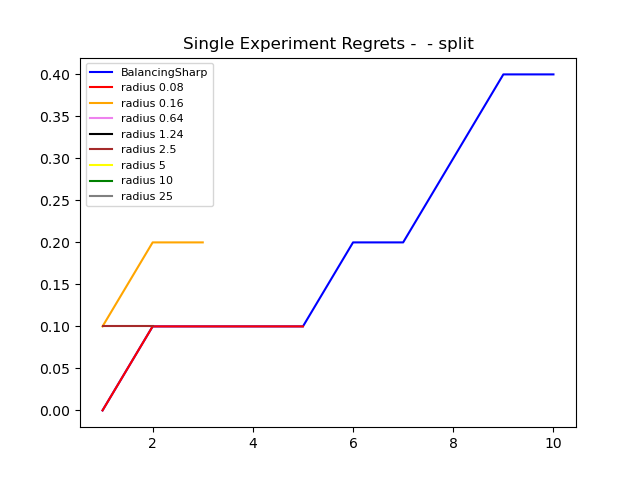 Single Experiment Regrets -  - split
BalancingSharp
radius 0.08
radius 0.16
radius 0.64
radius 1.24
radius 2.5
radius 5
radius 10
radius 25
0.40
0.35
0.30
0.25
0.20
0.15
0.10
0.05
0.00
2 4 6 8 10